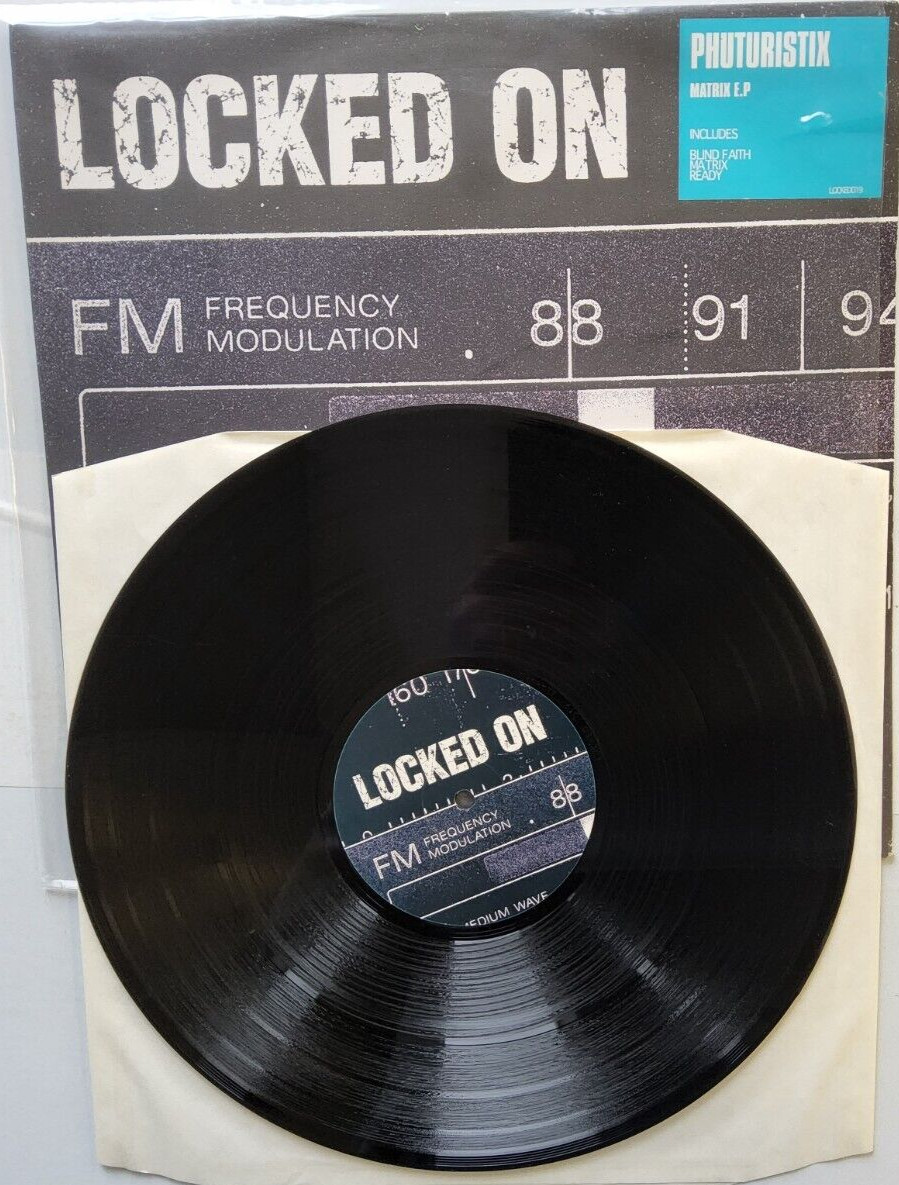 LOCKED ON
PHUTURISTIX
MATRIX E.P
INCLUDES
BLIND FAITH
MATRIX
READY
FM FREQUENCY
MODULATION
88 91 94
LOCKED ON
88
FM FREQUENCY
MODULATION
MEDIUM WAVE